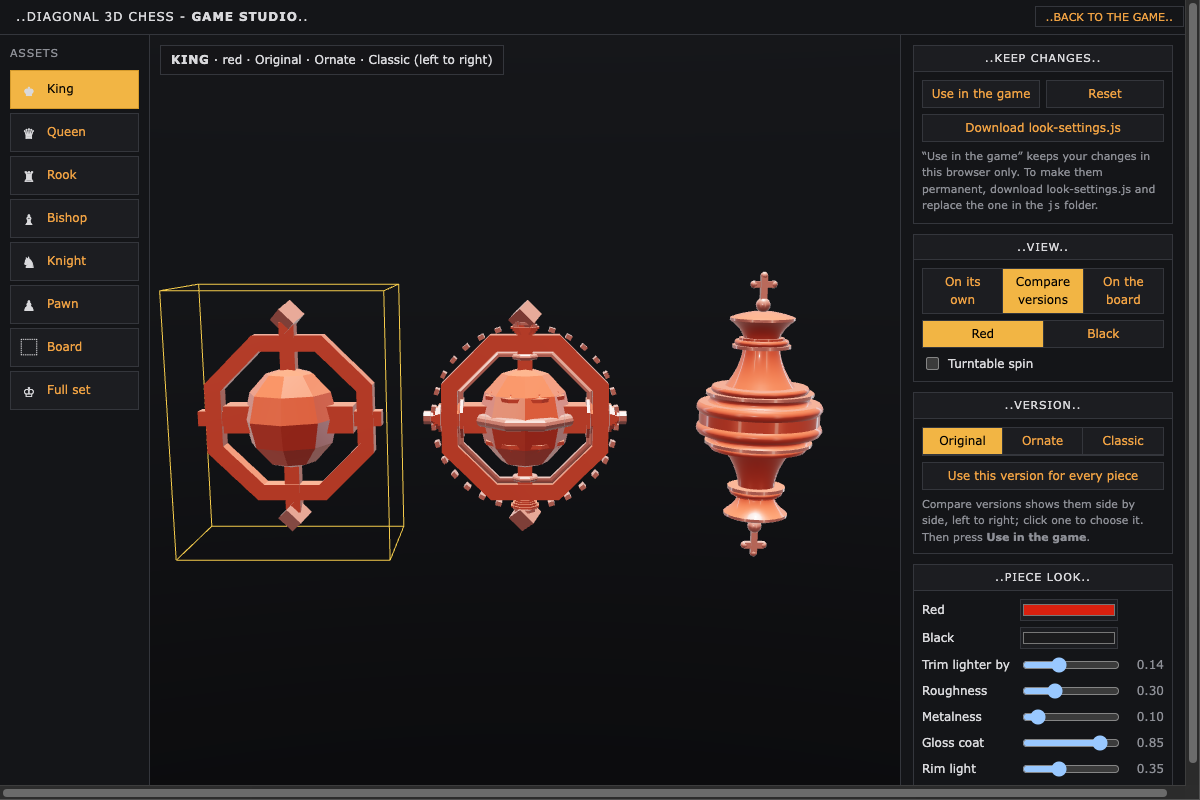 ..DIAGONAL 3D CHESS - GAME STUDIO..
..BACK TO THE GAME..
ASSETS
King
Queen
Rook
Bishop
Knight
Pawn
Board
Full set
KING · red · Original · Ornate · Classic (left to right)
..KEEP CHANGES..
Use in the game
Reset
Download look-settings.js
“Use in the game” keeps your changes in
this browser only. To make them
permanent, download look-settings.js and
replace the one in the js folder.
..VIEW..
On its
own
Compare
versions
On the
board
Red
Black
Turntable spin
..VERSION..
Original
Ornate
Classic
Use this version for every piece
Compare versions shows them side by
side, left to right; click one to choose it.
Then press Use in the game.
..PIECE LOOK..
Red
Black
Trim lighter by 0.14
Roughness 0.30
Metalness 0.10
Gloss coat 0.85
Rim light 0.35